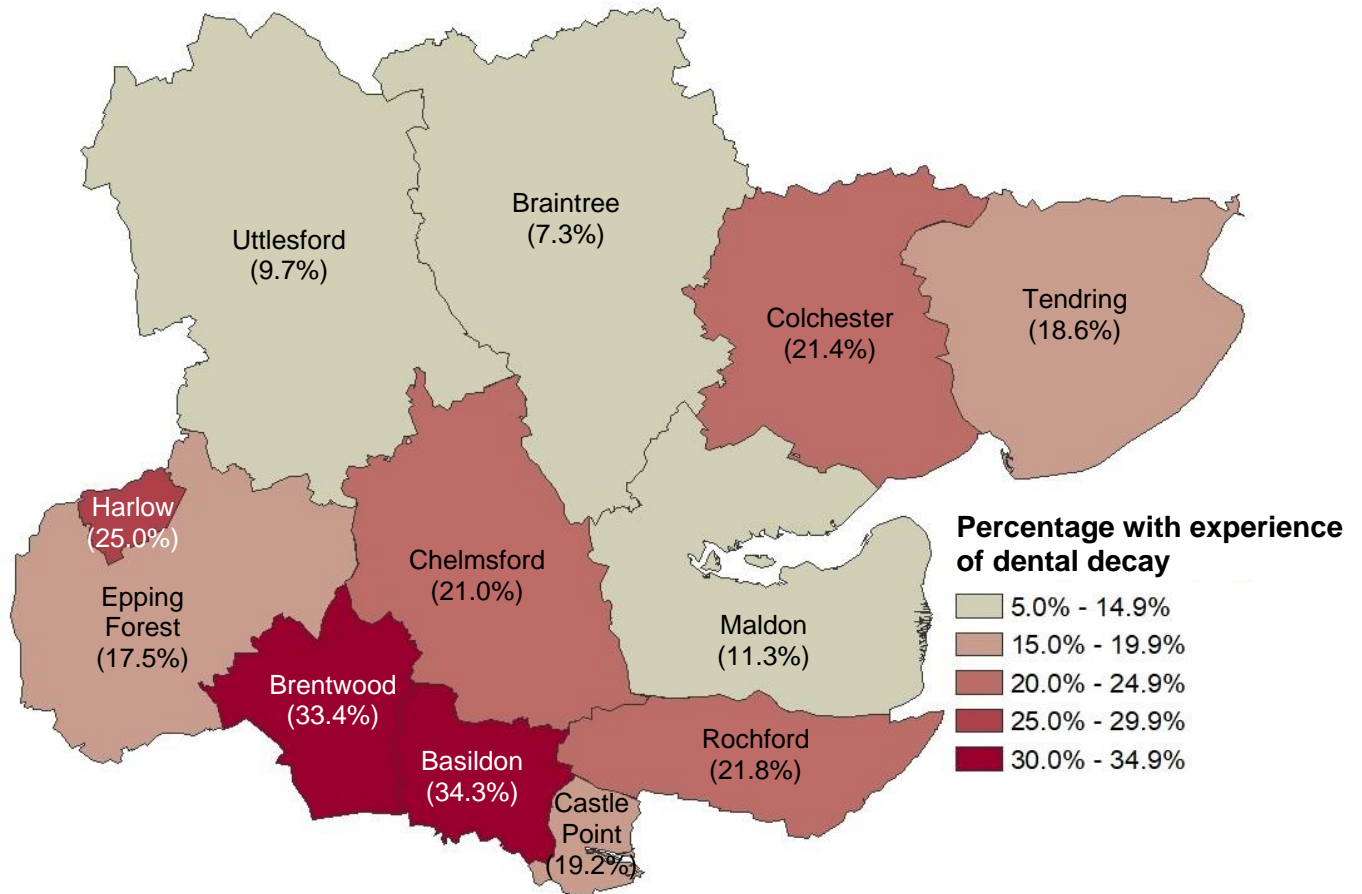 Uttlesford
(9.7%)
Braintree
(7.3%)
Colchester
(21.4%)
Tendring
(18.6%)
Harlow
(25.0%)
Epping
Forest
(17.5%)
Chelmsford
(21.0%)
Maldon
(11.3%)
Brentwood
(33.4%)
Basildon
(34.3%)
Rochford
(21.8%)
Castle
Point
(19.2%)
Percentage with experience
of dental decay
5.0% - 14.9%
15.0% - 19.9%
20.0% - 24.9%
25.0% - 29.9%
30.0% - 34.9%